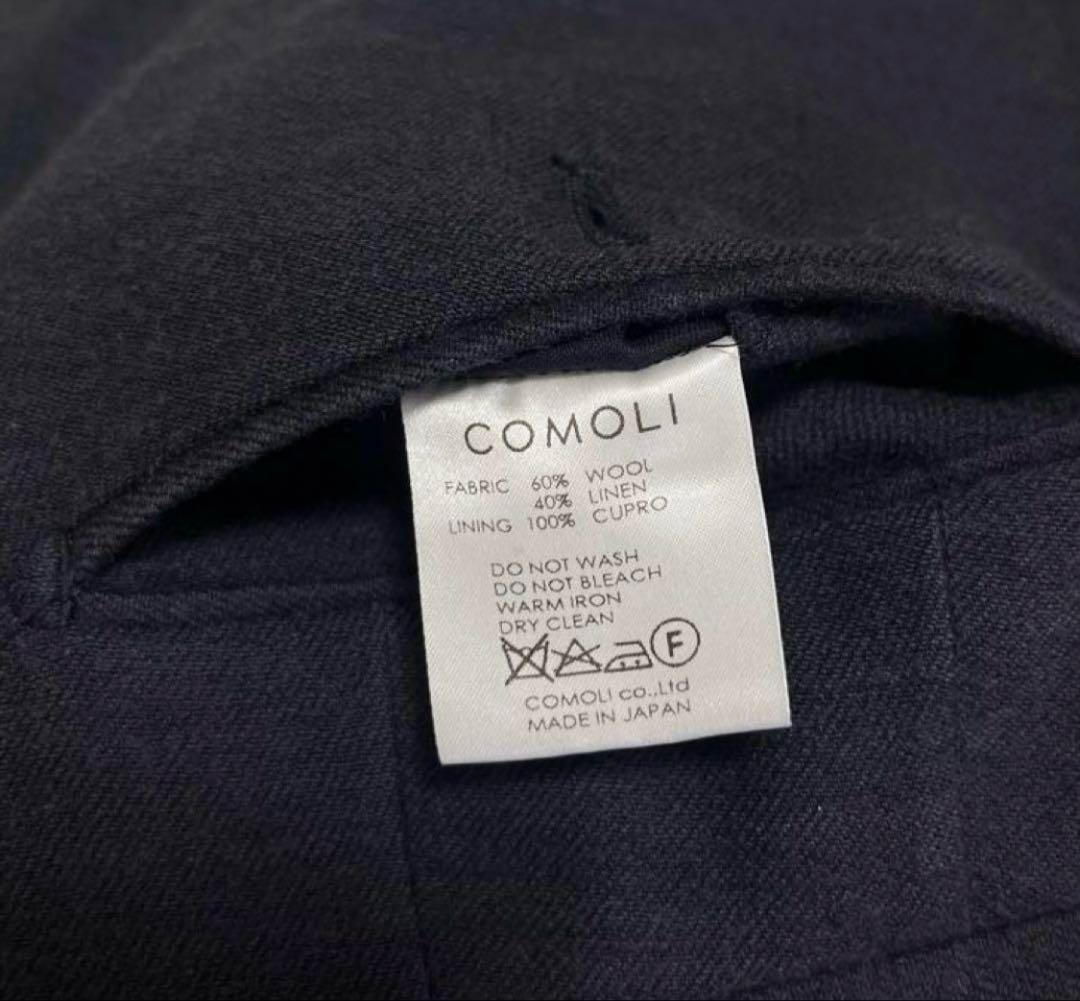 COMOLI
FABRIC 60% WOOL
40% LINEN
LINING 100% CUPRO
DO NOT WASH
DO NOT BLEACH
WARM IRON
DRY CLEAN
F
COMOLI co.,Ltd
MADE IN JAPAN